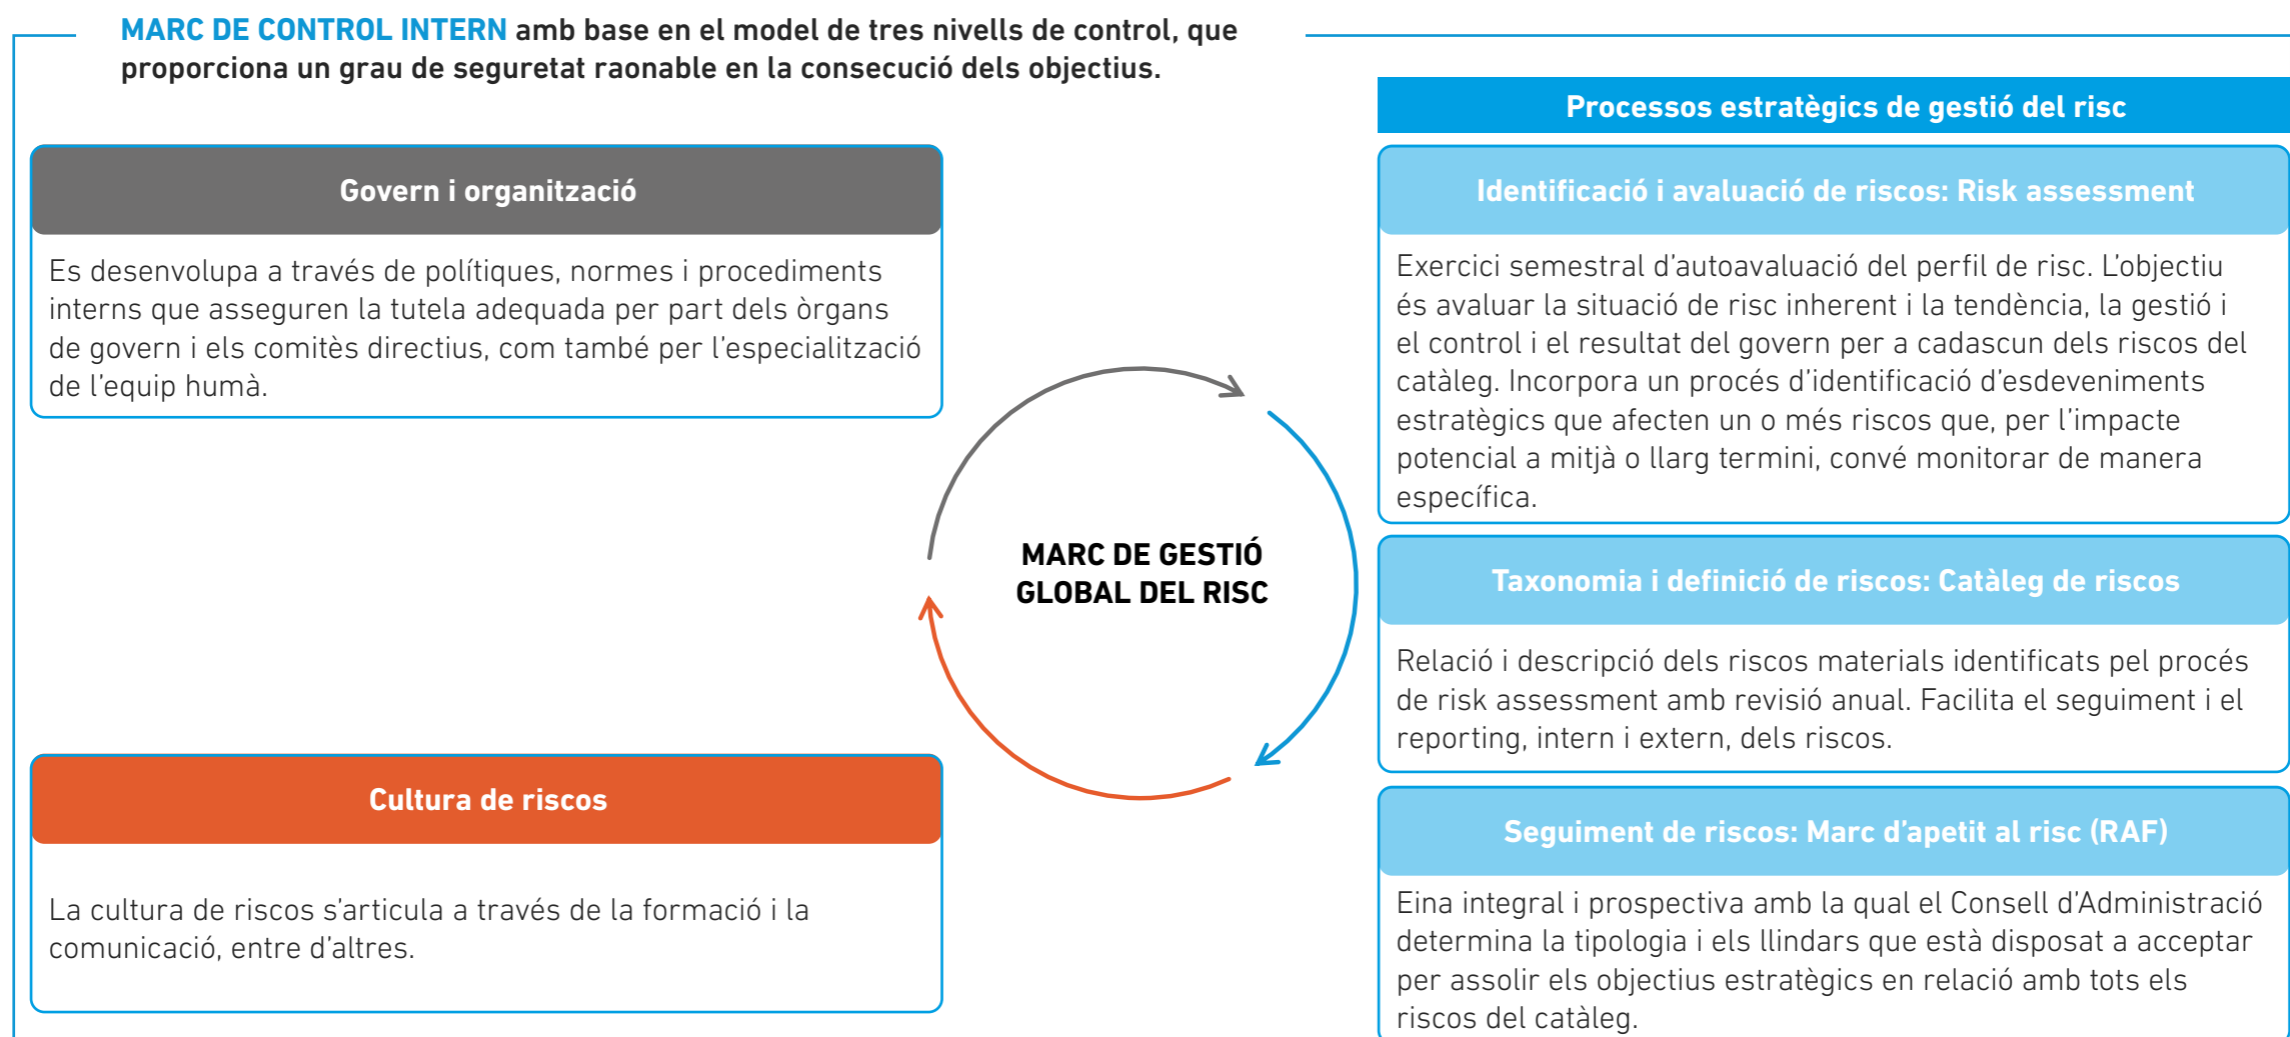 MARC DE CONTROL INTERN amb base en el model de tres nivells de control, que
proporciona un grau de seguretat raonable en la consecució dels objectius.
Govern i organització
Es desenvolupa a través de polítiques, normes i procediments
interns que asseguren la tutela adequada per part dels òrgans
de govern i els comitès directius, com també per l’especialització
de l’equip humà.
MARC DE GESTIÓ
GLOBAL DEL RISC
Cultura de riscos
La cultura de riscos s’articula a través de la formació i la
comunicació, entre d’altres.
Processos estratègics de gestió del risc
Identificació i avaluació de riscos: Risk assessment
Exercici semestral d’autoavaluació del perfil de risc. L’objectiu
és avaluar la situació de risc inherent i la tendència, la gestió i
el control i el resultat del govern per a cadascun dels riscos del
catàleg. Incorpora un procés d’identificació d’esdeveniments
estratègics que afecten un o més riscos que, per l’impacte
potencial a mitjà o llarg termini, convé monitorar de manera
específica.
Taxonomia i definició de riscos: Catàleg de riscos
Relació i descripció dels riscos materials identificats pel procés
de risk assessment amb revisió anual. Facilita el seguiment i el
reporting, intern i extern, dels riscos.
Seguiment de riscos: Marc d’apetit al risc (RAF)
Eina integral i prospectiva amb la qual el Consell d’Administració
determina la tipologia i els llindars que està disposat a acceptar
per assolir els objectius estratègics en relació amb tots els
riscos del catàleg.